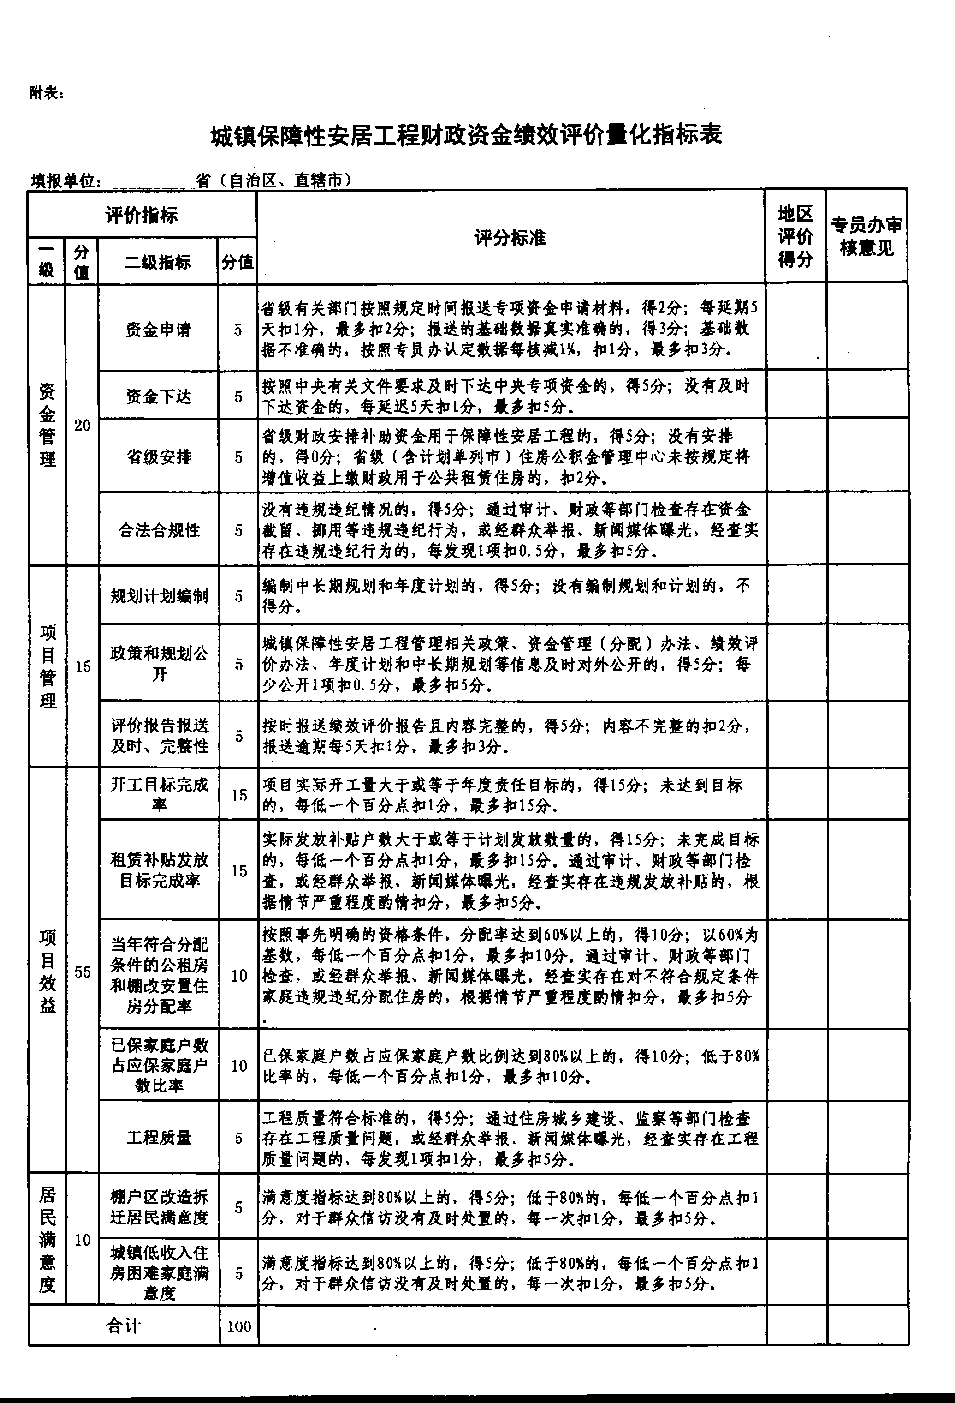 附表：
城镇保障性安居工程财政资金绩效评价量化指标表
填报单位：________省（自治区、直辖市）
评价指标
评分标准
地区
评价
得分
专员办审
核意见
一
级
分
值
二级指标
分值
资
金
管
理
20
资金申请
5
省级有关部门按照规定时间报送专项资金申请材料，得2分；每延期5
天扣1分，最多扣2分；报送的基础数据真实准确的，得3分；基础数
据不准确的，按照专员办认定数据每核减1%，扣1分，最多扣3分。
资金下达
5
按照中央有关文件要求及时下达中央专项资金的，得5分；没有及时
下达资金的，每延迟5天扣1分，最多扣5分。
省级安排
5
省级财政安排补助资金用于保障性安居工程的，得5分；没有安排
的，得0分；省级（含计划单列市）住房公积金管理中心未按规定将
增值收益上缴财政用于公共租赁住房的，扣2分。
合法合规性
5
没有违规违纪情况的，得5分；通过审计、财政等部门检查存在资金
截留、挪用等违规违纪行为，或经群众举报、新闻媒体曝光，经查实
存在违规违纪行为的，每发现1项扣0.5分，最多扣5分。
项
目
管
理
15
规划计划编制
5
编制中长期规划和年度计划的，得5分；没有编制规划和计划的，不
得分。
政策和规划公
开
5
城镇保障性安居工程管理相关政策、资金管理（分配）办法、绩效评
价办法、年度计划和中长期规划等信息及时对外公开的，得5分；每
少公开1项扣0.5分，最多扣5分。
评价报告报送
及时、完整性
5
按时报送绩效评价报告且内容完整的，得5分；内容不完整的扣2分，
报送逾期每5天扣1分，最多扣3分。
项
目
效
益
55
开工目标完成
率
15
项目实际开工量大于或等于年度责任目标的，得15分；未达到目标
的，每低一个百分点扣1分，最多扣15分。
租赁补贴发放
目标完成率
15
实际发放补贴户数大于或等于计划发放数量的，得15分；未完成目标
的，每低一个百分点扣1分，最多扣15分。通过审计、财政等部门检
查，或经群众举报、新闻媒体曝光，经查实存在违规发放补贴的，根
据情节严重程度酌情扣分，最多扣5分。
当年符合分配
条件的公租房
和棚改安置住
房分配率
10
按照事先明确的资格条件，分配率达到60%以上的，得10分；以60%为
基数，每低一个百分点扣1分，最多扣10分。通过审计、财政等部门
检查，或经群众举报、新闻媒体曝光，经查实存在对不符合规定条件
家庭违规违纪分配住房的，根据情节严重程度酌情扣分，最多扣5分
。
已保家庭户数
占应保家庭户
数比率
10
已保家庭户数占应保家庭户数比例达到80%以上的，得10分；低于80%
比率的，每低一个百分点扣1分，最多扣10分。
工程质量
5
工程质量符合标准的，得5分；通过住房城乡建设、监察等部门检查
存在工程质量问题，或经群众举报、新闻媒体曝光，经查实存在工程
质量问题的，每发现1项扣1分，最多扣5分。
居
民
满
意
度
10
棚户区改造拆
迁居民满意度
5
满意度指标达到80%以上的，得5分；低于80%的，每低一个百分点扣1
分，对于群众信访没有及时处置的，每一次扣1分，最多扣5分。
城镇低收入住
房困难家庭满
意度
5
满意度指标达到80%以上的，得5分；低于80%的，每低一个百分点扣1
分，对于群众信访没有及时处置的，每一次扣1分，最多扣5分。
合计
100